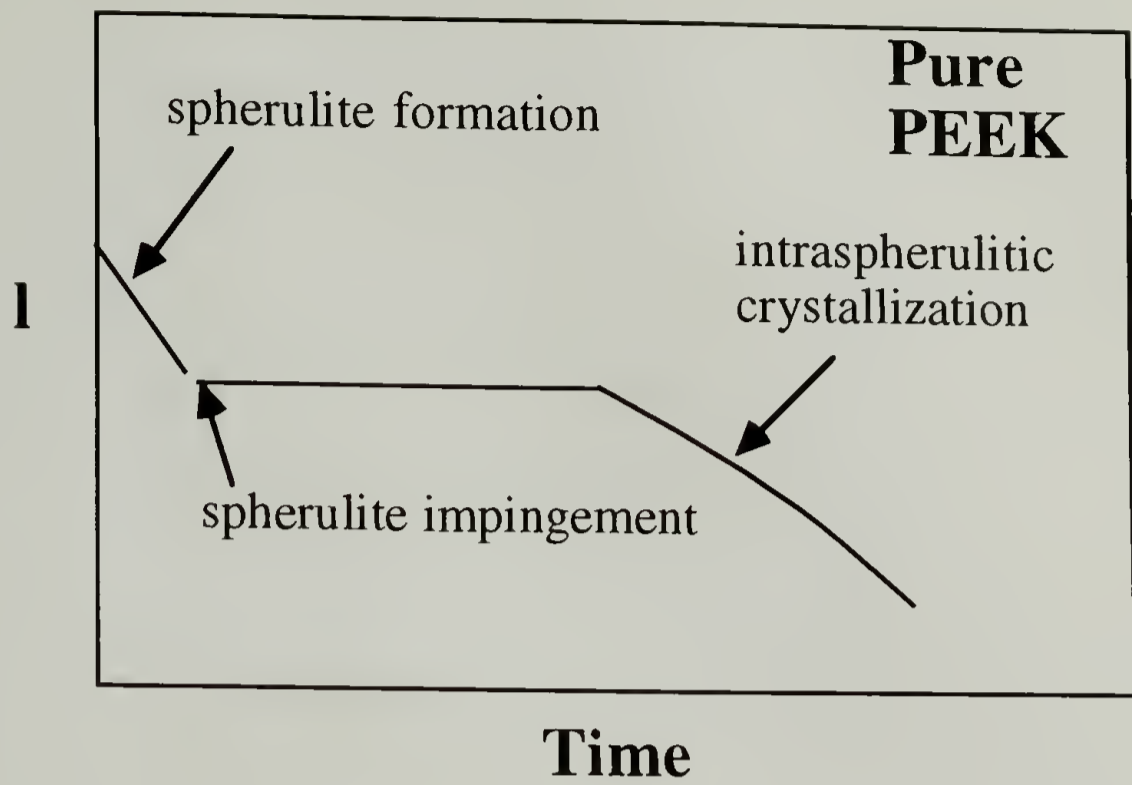 Pure
PEEK
spherulite formation
intraspherulitic
crystallization
l
spherulite impingement
Time